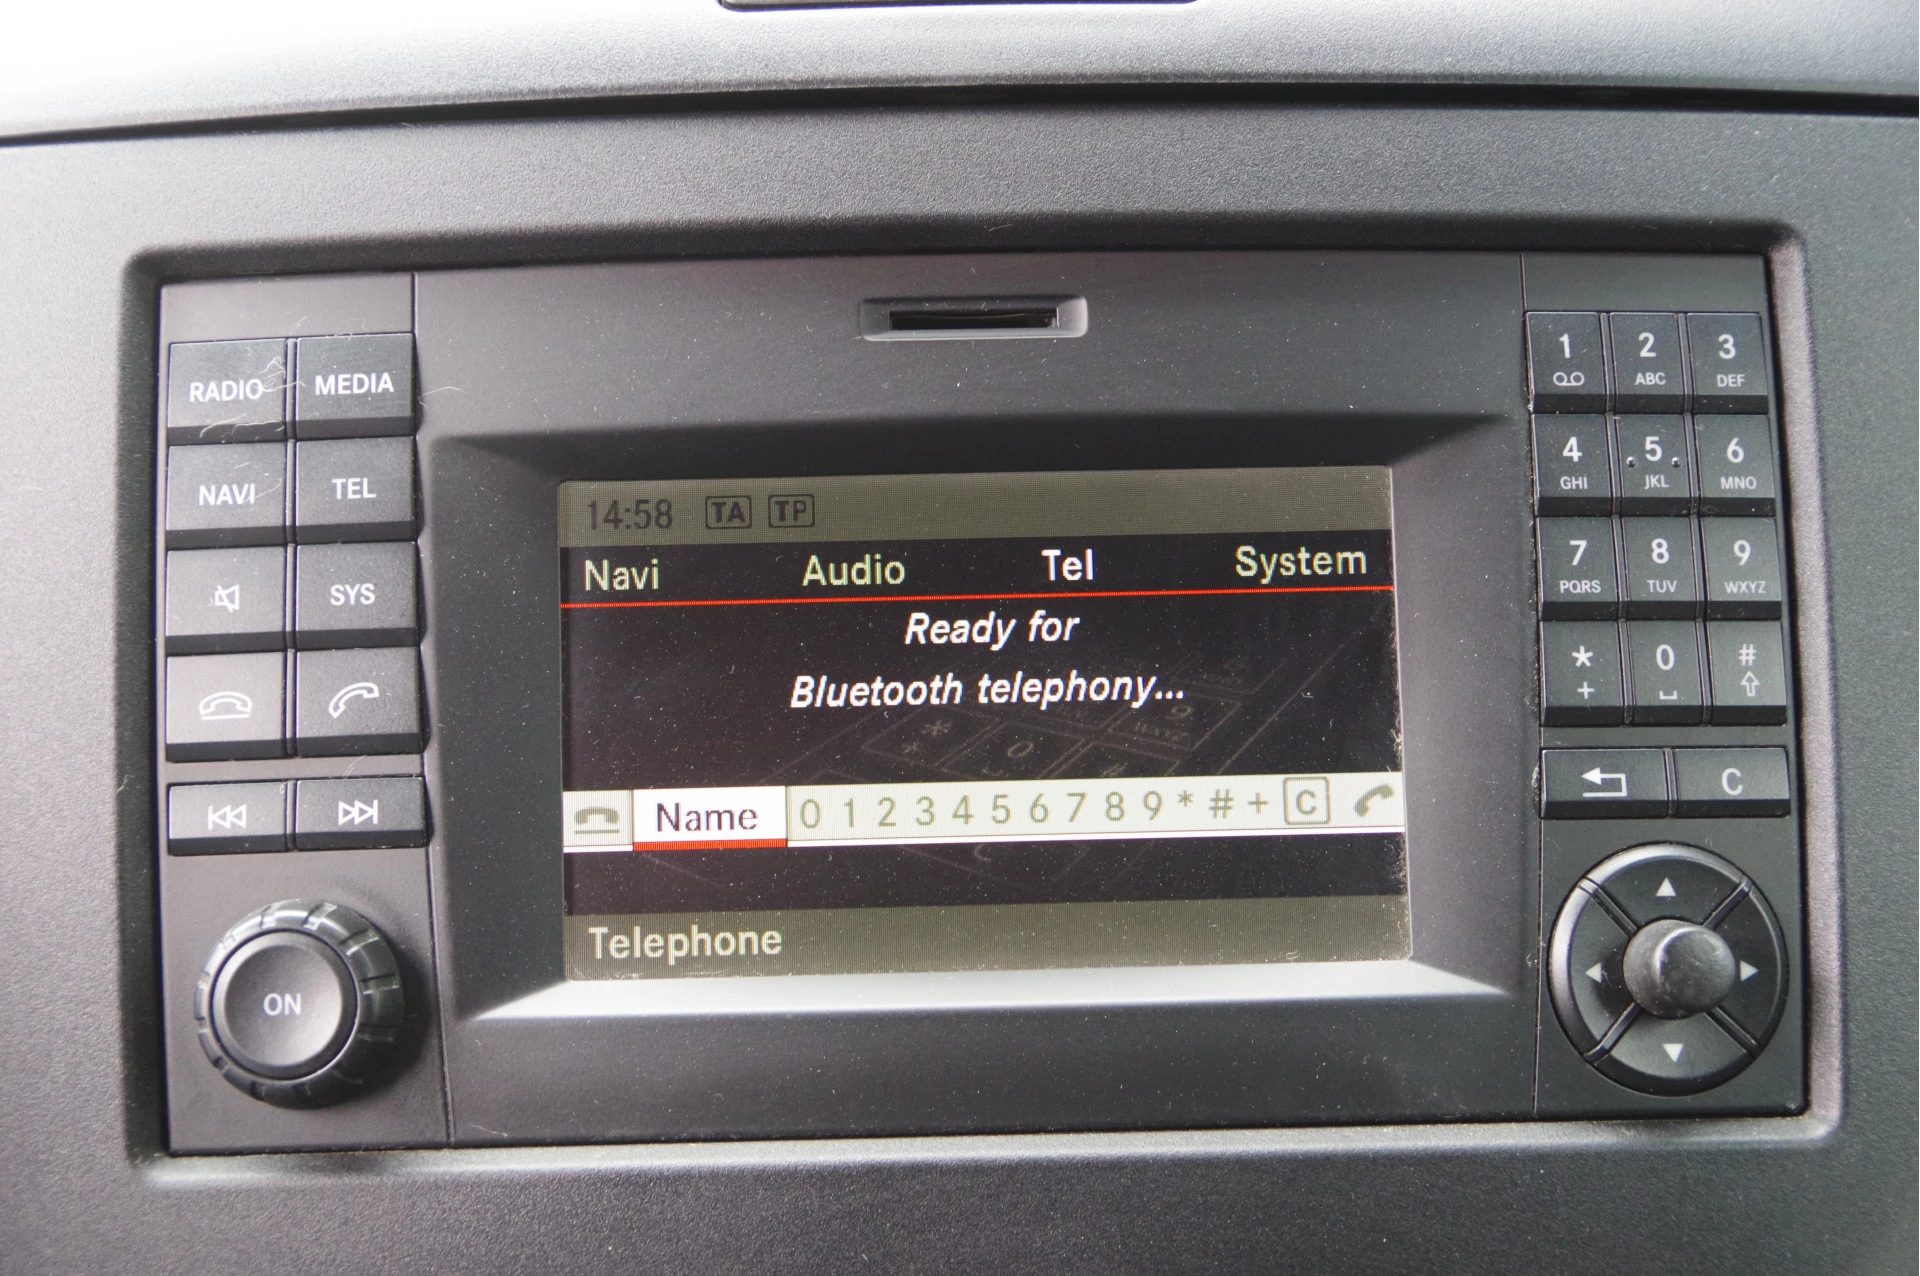 RADIO MEDIA
NAVI TEL
SYS
ON
14:58 TA TP
Navi Audio Tel System
Ready for
Bluetooth telephony...
Name 0 1 2 3 4 5 6 7 8 9 * # + C
Telephone
1 2 3
ABC DEF
4 5 6
GHI JKL MNO
7 8 9
PQRS TUV WXYZ
* 0 #
+
C